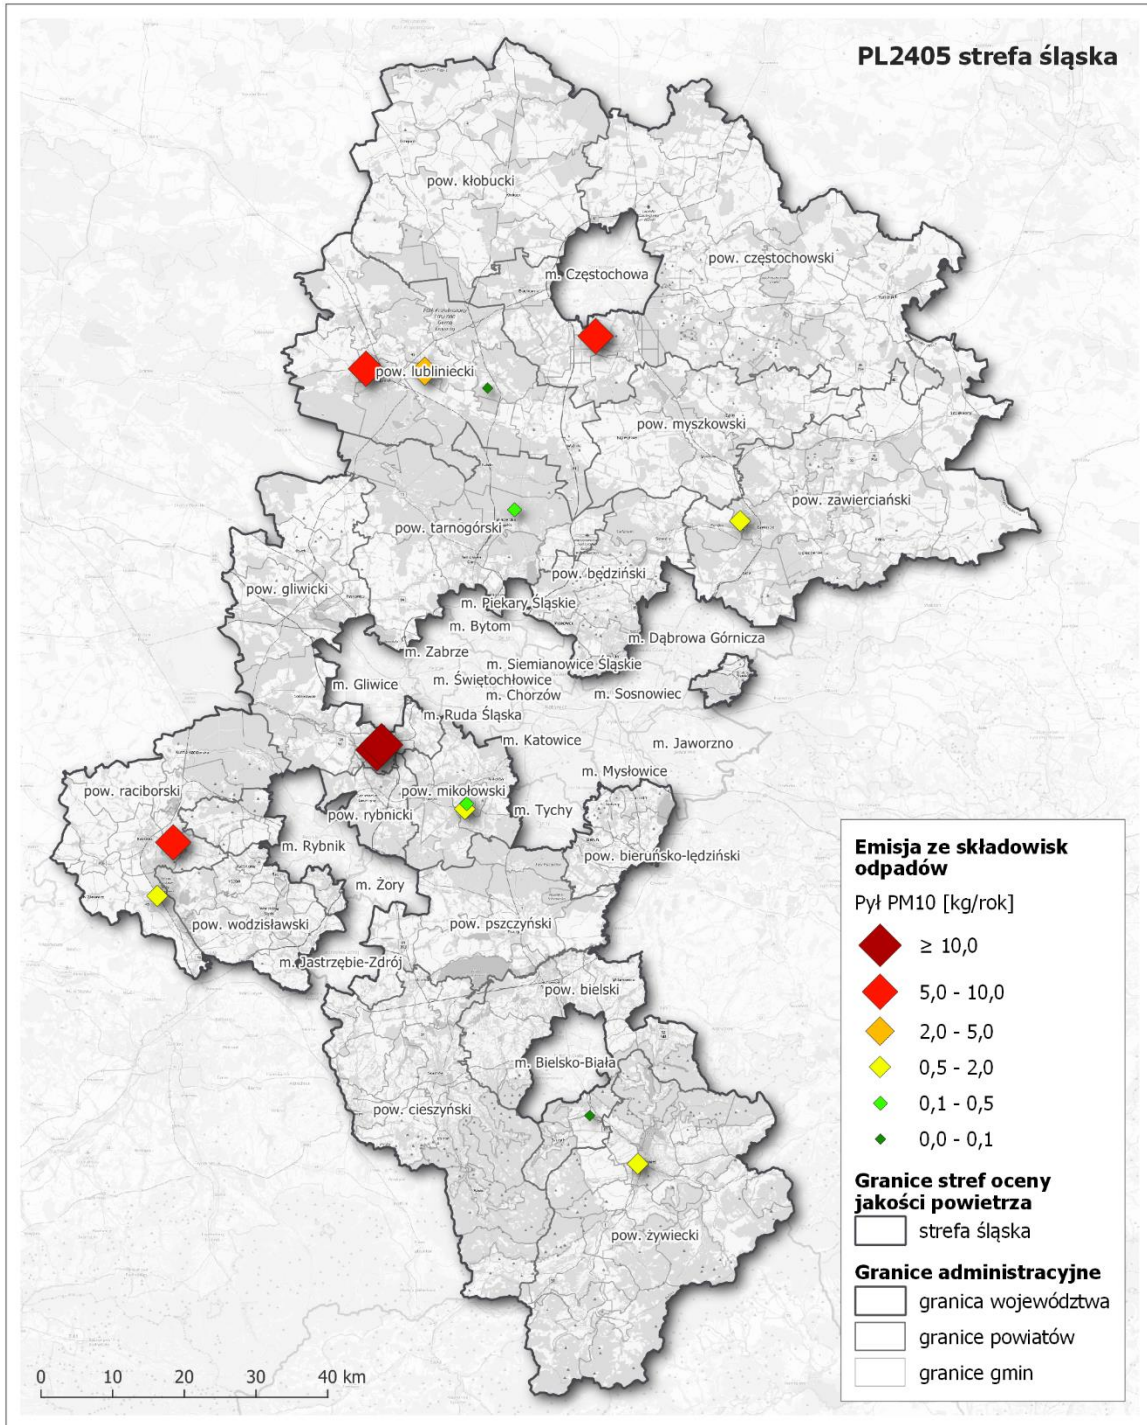 PL2405 strefa śląska
pow. kłobucki
pow. częstochowski
m. Częstochowa
pow. lubliniecki
pow. myszkowski
pow. zawierciański
pow. tarnogórski
pow. będziński
pow. gliwicki
m. Piekary Śląskie
m. Bytom
m. Dąbrowa Górnicza
m. Zabrze
m. Siemianowice Śląskie
m. Świętochłowice
m. Gliwice
m. Chorzów
m. Sosnowiec
m. Ruda Śląska
m. Katowice
m. Jaworzno
m. Mysłowice
pow. raciborski
pow. mikołowski
pow. rybnicki
m. Tychy
m. Rybnik
pow. bieruńsko-lędziński
m. Żory
pow. wodzisławski
pow. pszczyński
m. Jastrzębie-Zdrój
pow. bielski
m. Bielsko-Biała
pow. cieszyński
pow. żywiecki
Emisja ze składowisk
odpadów
Pył PM10 [kg/rok]
≥ 10,0
5,0 - 10,0
2,0 - 5,0
0,5 - 2,0
0,1 - 0,5
0,0 - 0,1
Granice stref oceny
jakości powietrza
strefa śląska
Granice administracyjne
granica województwa
granice powiatów
granice gmin
0 10 20 30 40 km